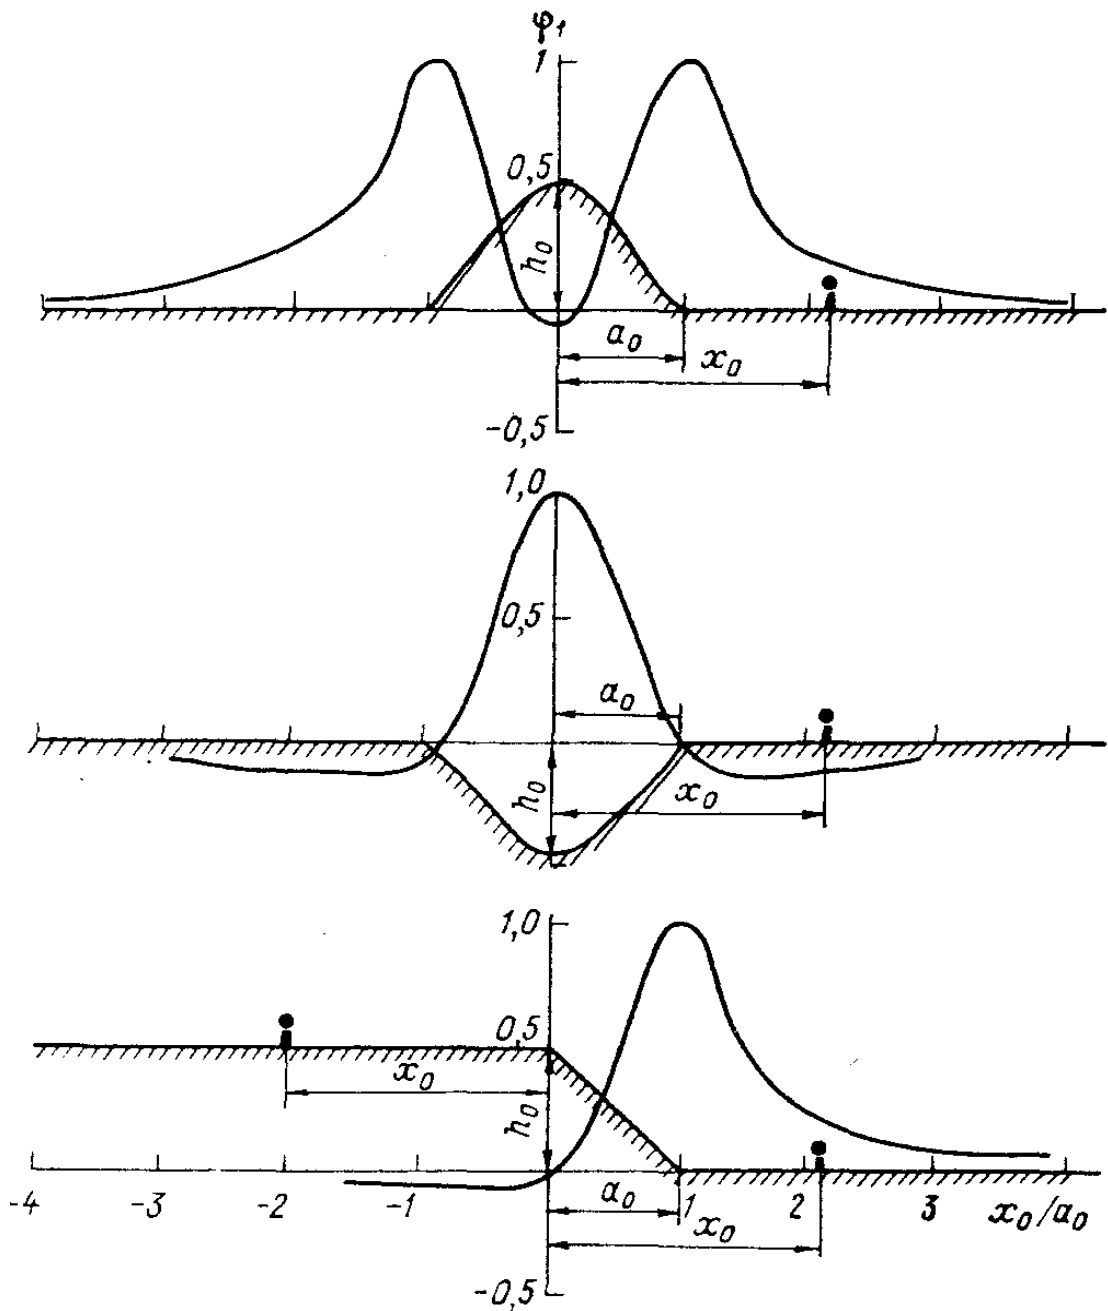 φ₁
1
0,5
h₀
a₀
x₀
-0,5
1,0
0,5
a₀
h₀
x₀
1,0
0,5
x₀
h₀
-4 -3 -2 -1 a₀ 1 2 3 x₀/a₀
x₀
-0,5